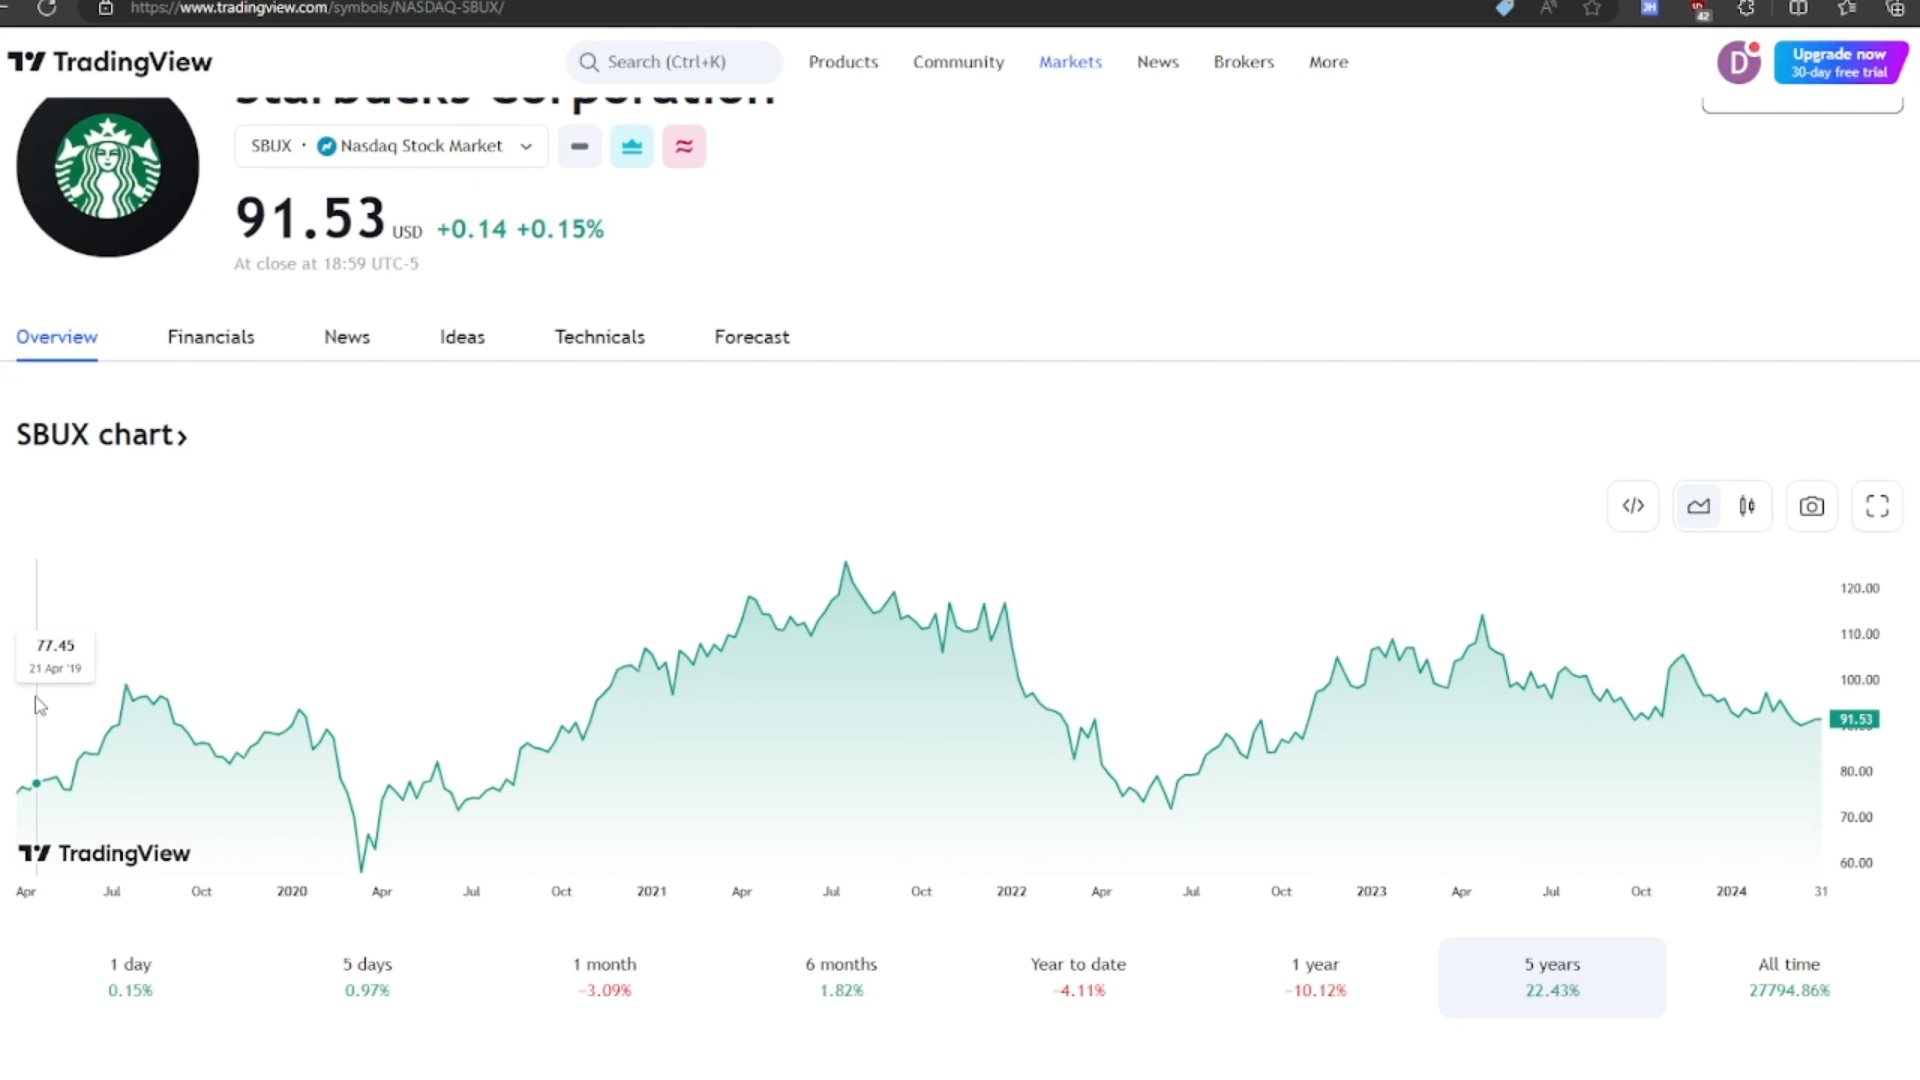 https://www.tradingview.com/symbols/NASDAQ-SBUX/
JH
42
TradingView
Search (Ctrl+K)
Products
Community
Markets
News
Brokers
More
D
Upgrade now
30-day free trial
Starbucks Corporation
SBUX · Nasdaq Stock Market
91.53 USD +0.14 +0.15%
At close at 18:59 UTC-5
Overview
Financials
News
Ideas
Technicals
Forecast
SBUX chart›
</>
120.00
110.00
100.00
91.53
80.00
70.00
60.00
77.45
21 Apr '19
TradingView
Apr Jul Oct 2020 Apr Jul Oct 2021 Apr Jul Oct 2022 Apr Jul Oct 2023 Apr Jul Oct 2024 31
1 day 5 days 1 month 6 months Year to date 1 year 5 years All time
0.15% 0.97% −3.09% 1.82% −4.11% −10.12% 22.43% 27794.86%